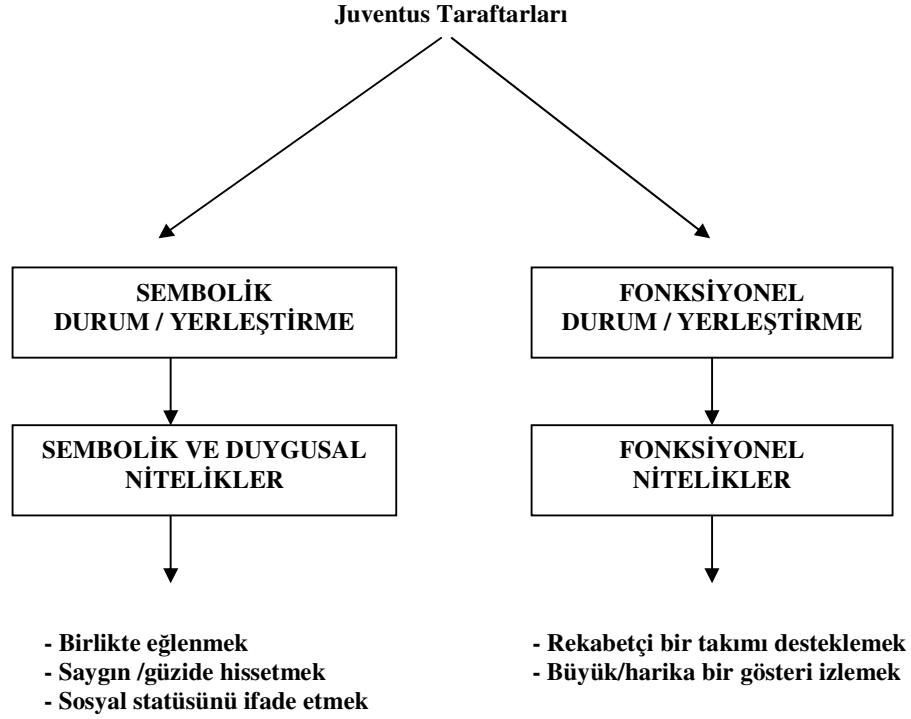 Juventus Taraftarları
SEMBOLİK
DURUM / YERLEŞTİRME
FONKSİYONEL
DURUM / YERLEŞTİRME
SEMBOLİK VE DUYGUSAL
NİTELİKLER
FONKSİYONEL
NİTELİKLER
- Birlikte eğlenmek
- Saygın /güzide hissetmek
- Sosyal statüsünü ifade etmek
- Rekabetçi bir takımı desteklemek
- Büyük/harika bir gösteri izlemek